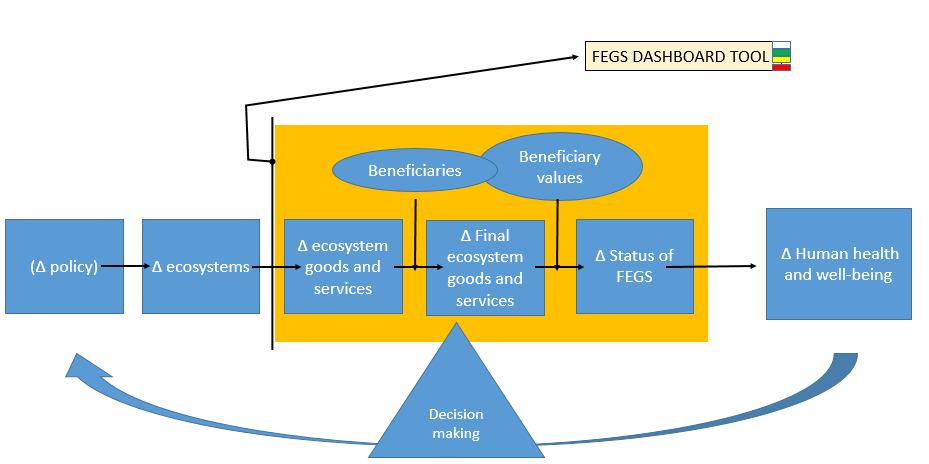 FEGS DASHBOARD TOOL
Beneficiaries
Beneficiary
values
(Δ policy)
Δ ecosystems
Δ ecosystem
goods and
services
Δ Final
ecosystem
goods and
services
Δ Status of
FEGS
Δ Human health
and well-being
Decision
making